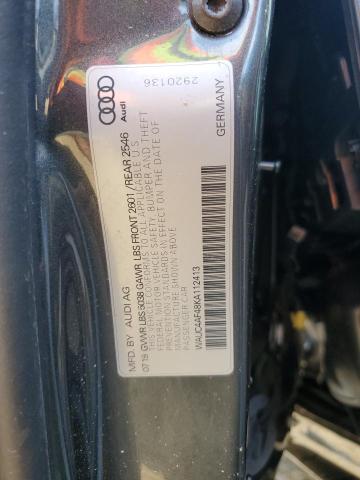 Audi
2920136
GERMANY
MFD. BY AUDI AG
07 18 GVWR LBS 5038 GAWR LBS FRONT 2601 / REAR 2546
THIS VEHICLE CONFORMS TO ALL APPLICABLE U.S.
FEDERAL MOTOR VEHICLE SAFETY, BUMPER AND THEFT
PREVENTION STANDARDS IN EFFECT ON THE DATE OF
MANUFACTURE SHOWN ABOVE
PASSENGER CAR
WAUC4AF48KA112413